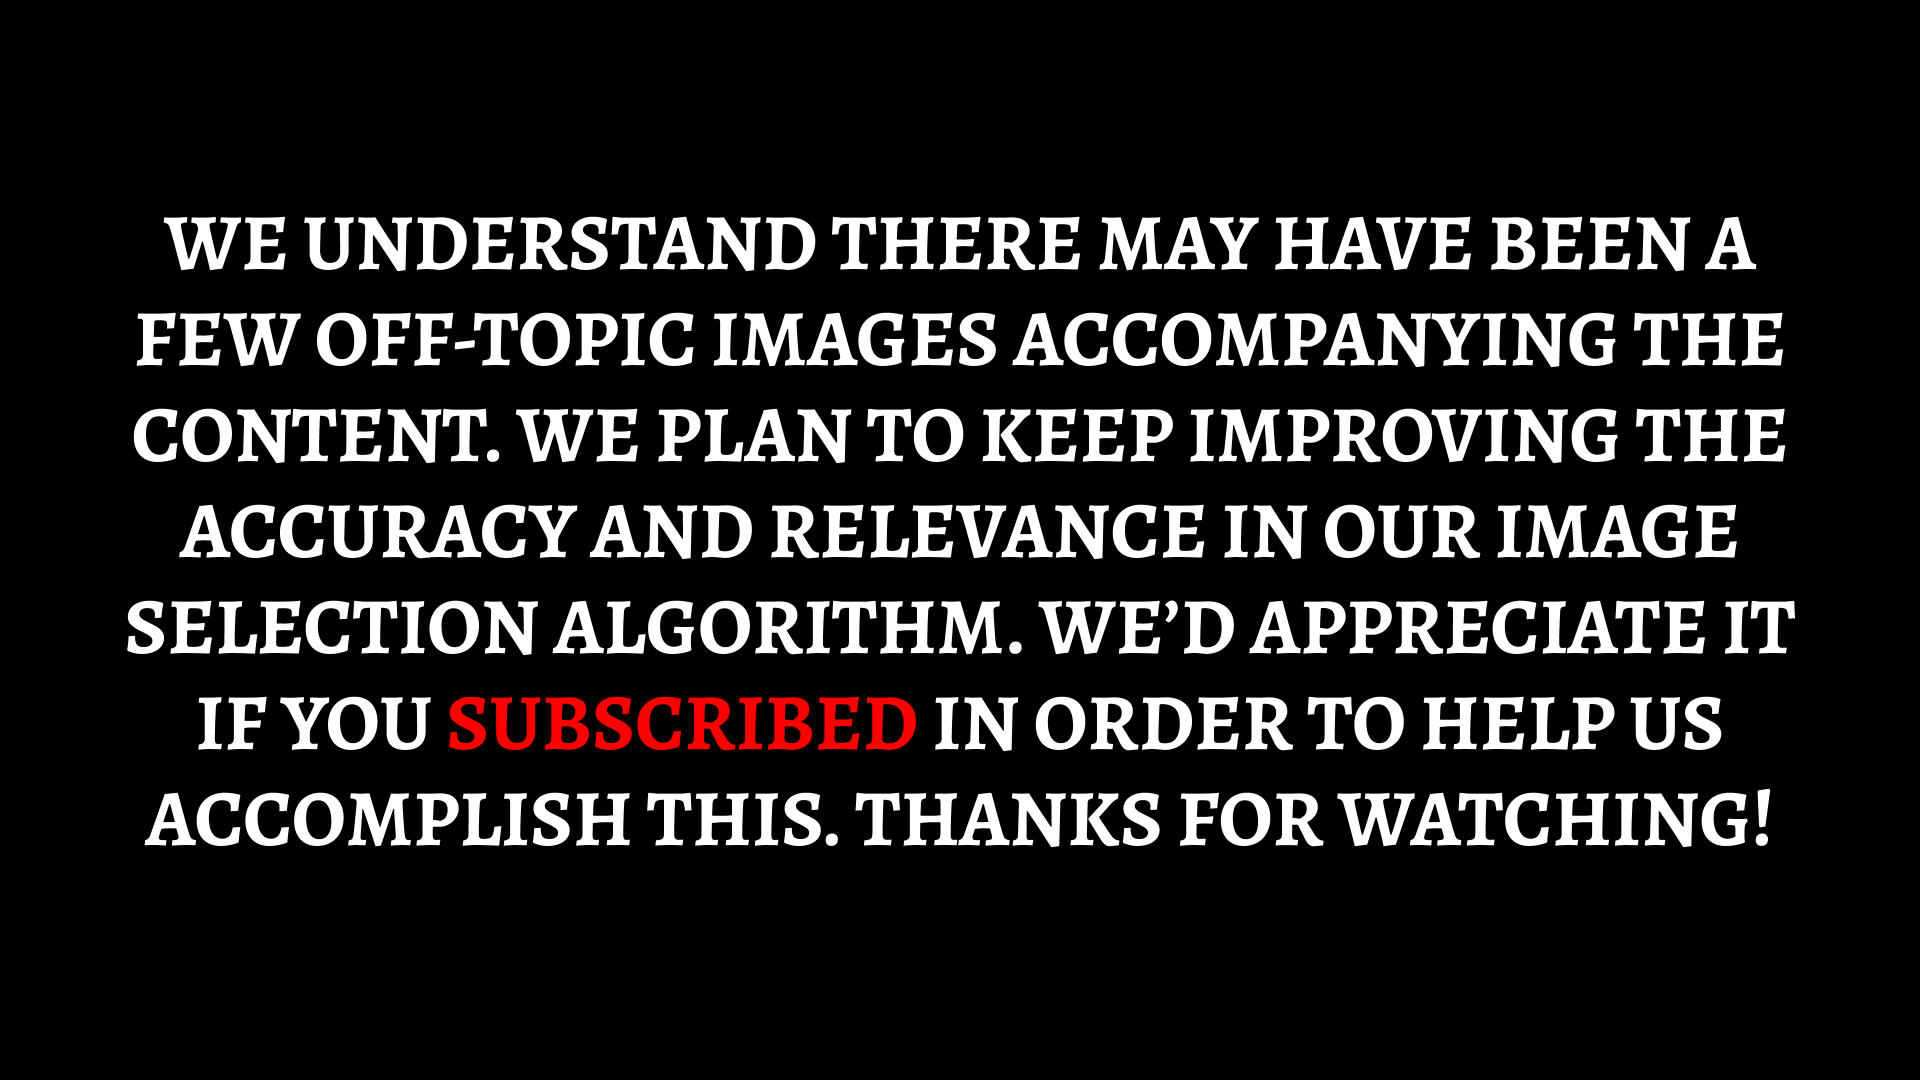 WE UNDERSTAND THERE MAY HAVE BEEN A
FEW OFF-TOPIC IMAGES ACCOMPANYING THE
CONTENT. WE PLAN TO KEEP IMPROVING THE
ACCURACY AND RELEVANCE IN OUR IMAGE
SELECTION ALGORITHM. WE’D APPRECIATE IT
IF YOU SUBSCRIBED IN ORDER TO HELP US
ACCOMPLISH THIS. THANKS FOR WATCHING!